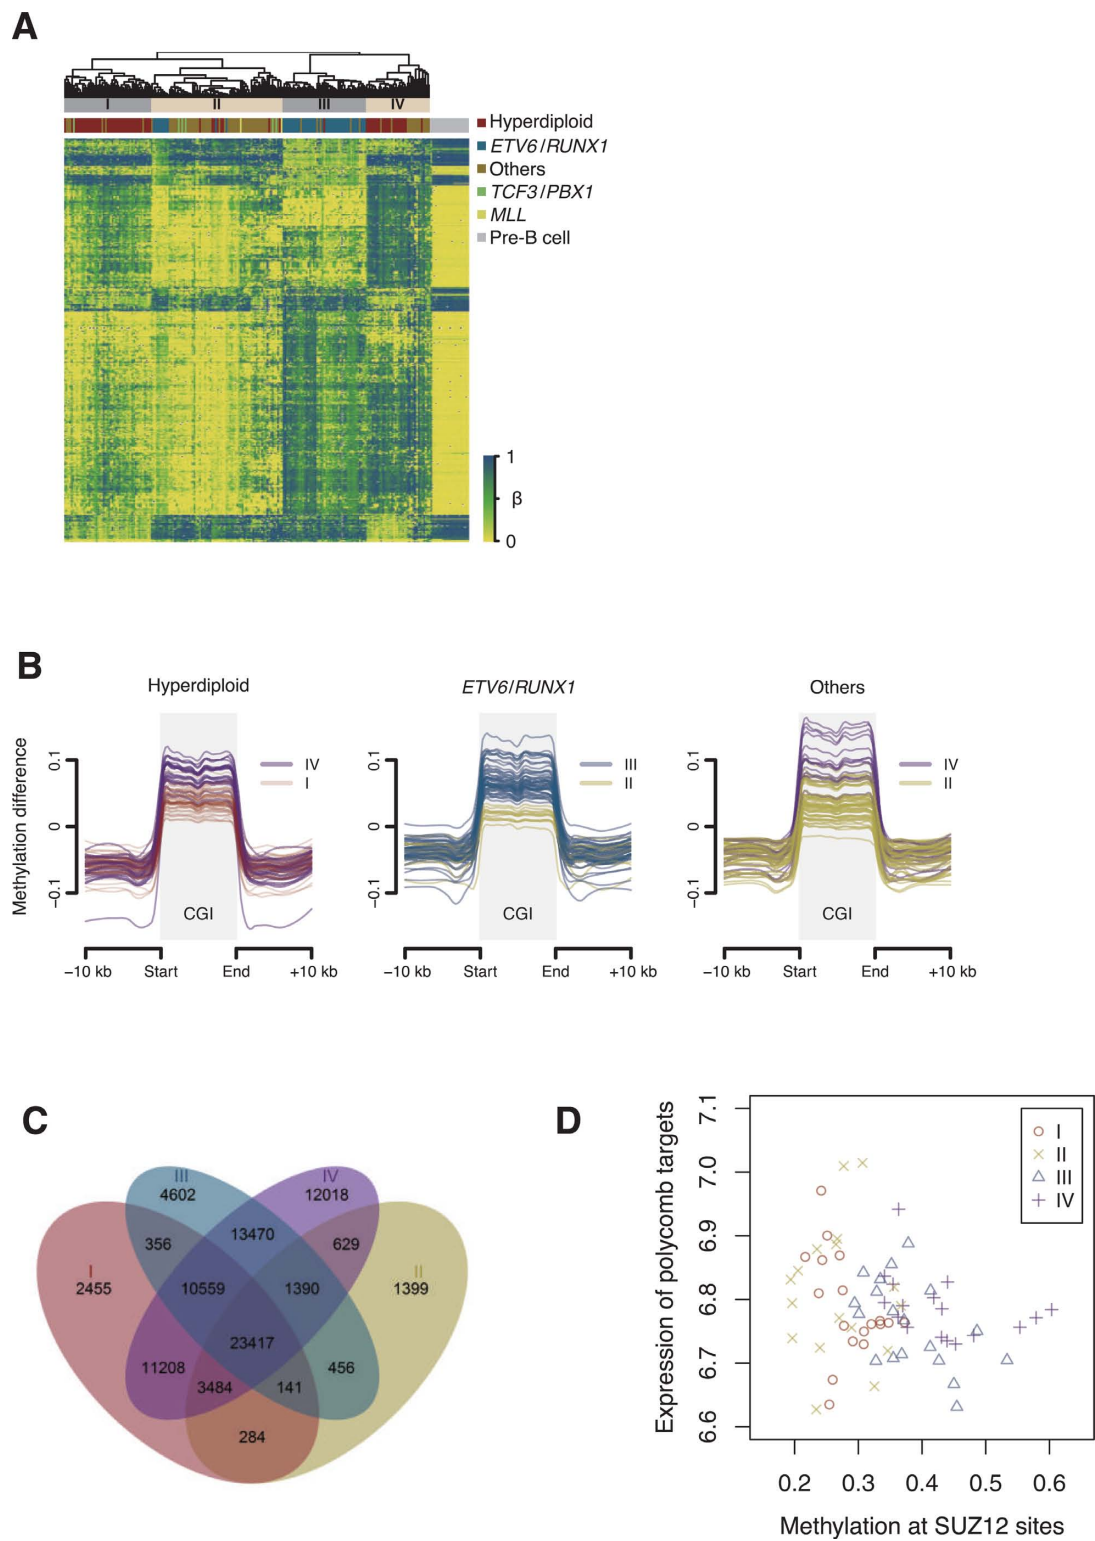 A
I II III IV
Hyperdiploid
ETV6/RUNX1
Others
TCF3/PBX1
MLL
Pre-B cell
1
β
0
B
Hyperdiploid
ETV6/RUNX1
Others
Methylation difference
0.1
0
−0.1
IV
I
CGI
−10 kb Start End +10 kb
0.1
0
−0.1
III
II
CGI
−10 kb Start End +10 kb
0.1
0
−0.1
IV
II
CGI
−10 kb Start End +10 kb
C
III IV
4602 12018
356 13470 629
I II
2455 10559 1390 1399
23417
11208 456
3484 141
284
D
Expression of polycomb targets
7.1
7.0
6.9
6.8
6.7
6.6
I
II
III
IV
0.2 0.3 0.4 0.5 0.6
Methylation at SUZ12 sites